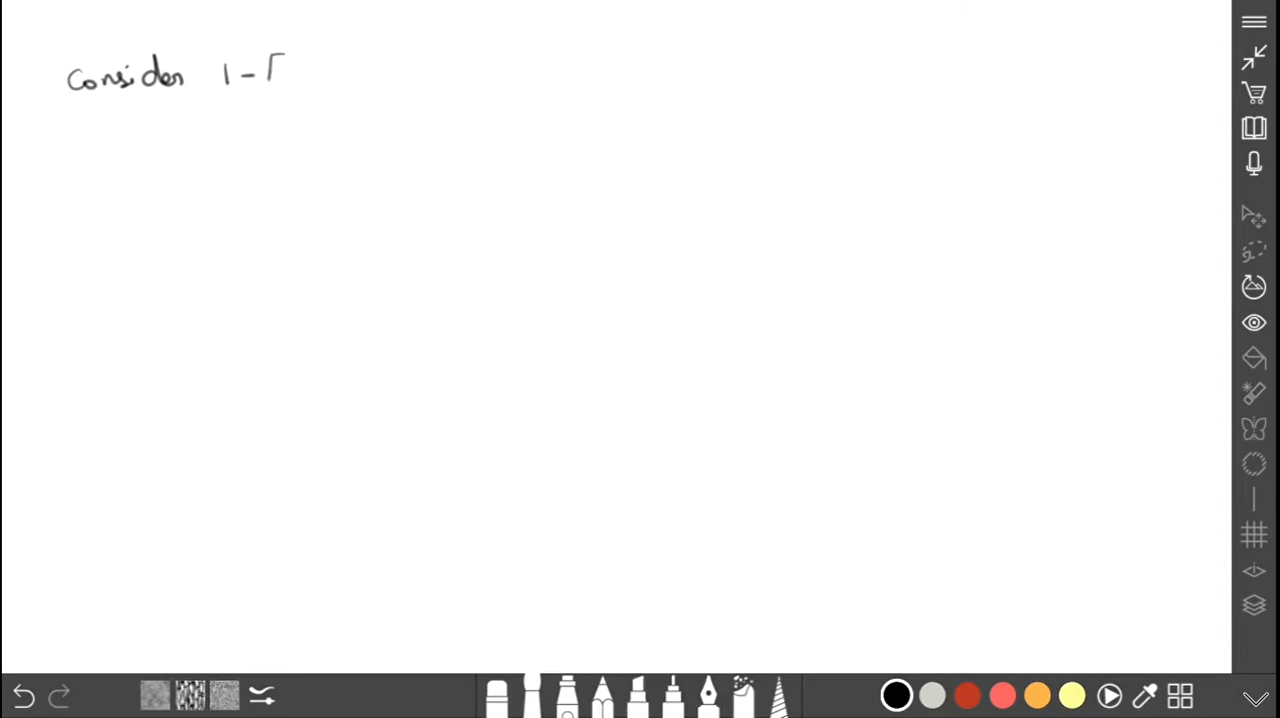 Consider 1 - Γ